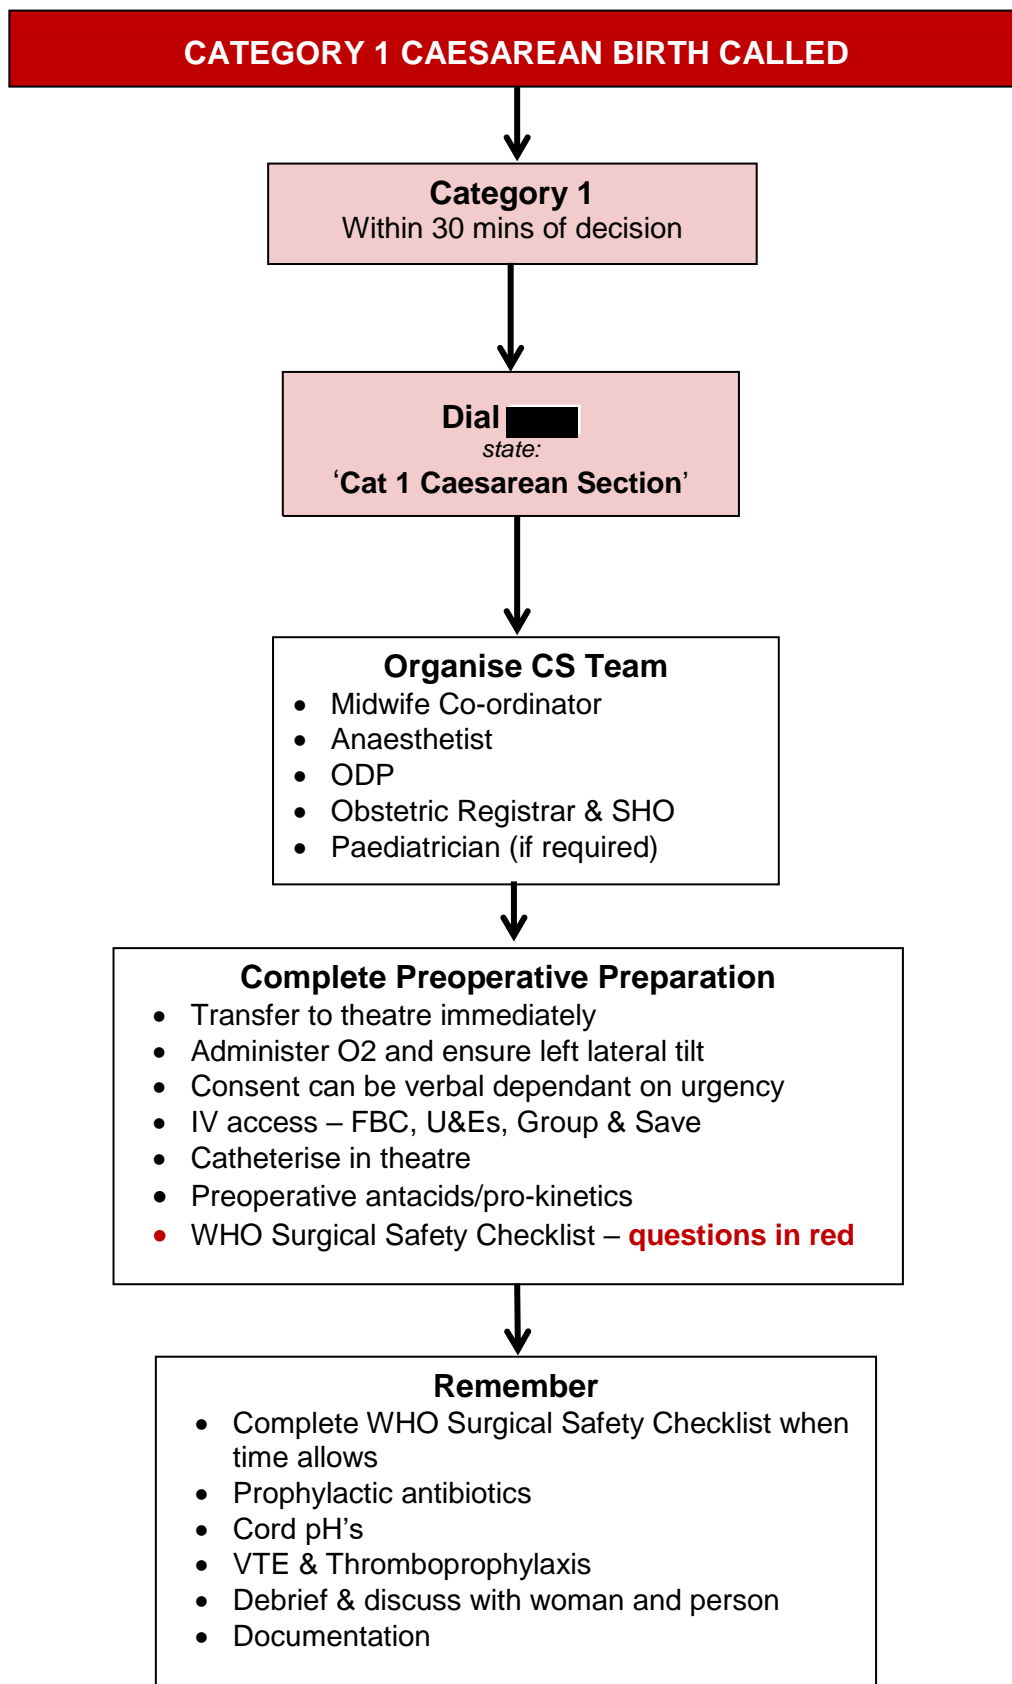 CATEGORY 1 CAESAREAN BIRTH CALLED
Category 1
Within 30 mins of decision
Dial
state:
‘Cat 1 Caesarean Section’
Organise CS Team
• Midwife Co-ordinator
• Anaesthetist
• ODP
• Obstetric Registrar & SHO
• Paediatrician (if required)
Complete Preoperative Preparation
• Transfer to theatre immediately
• Administer O2 and ensure left lateral tilt
• Consent can be verbal dependant on urgency
• IV access – FBC, U&Es, Group & Save
• Catheterise in theatre
• Preoperative antacids/pro-kinetics
• WHO Surgical Safety Checklist – questions in red
Remember
• Complete WHO Surgical Safety Checklist when
time allows
• Prophylactic antibiotics
• Cord pH's
• VTE & Thromboprophylaxis
• Debrief & discuss with woman and person
• Documentation